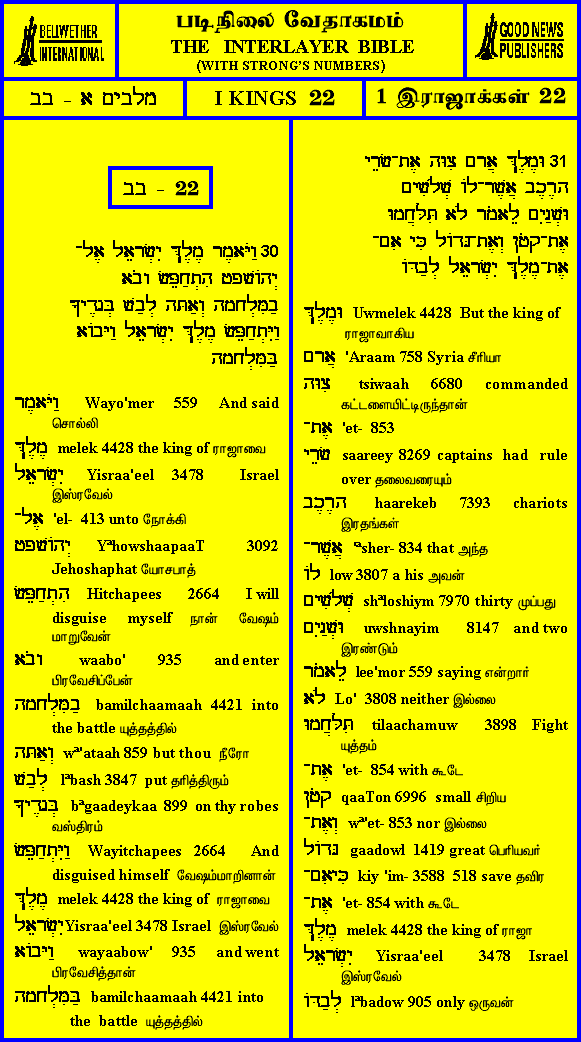 BELLWETHER
INTERNATIONAL
படிநிலை வேதாகமம்
THE INTERLAYER BIBLE
(WITH STRONG'S NUMBERS)
GOOD NEWS
PUBLISHERS
מלבים א - בב
I KINGS 22
1 இராஜாக்கள் 22
בב - 22
30 וַיֹּאמֶר מֶלֶךְ יִשְׂרָאֵל אֶל־
יְהוֹשָׁפָט הִתְחַפֵּשׂ וּבֹא
בַמִּלְחָמָה וְאַתָּה לְבַשׁ בְּגָדֶיךָ
וַיִּתְחַפֵּשׂ מֶלֶךְ יִשְׂרָאֵל וַיָּבוֹא
בַּמִּלְחָמָה
וַיֹּאמֶר Wayo'mer 559 And said
சொல்லி
מֶלֶךְ melek 4428 the king of ராஜாவை
יִשְׂרָאֵל Yisraa'eel 3478 Israel
இஸ்ரவேல்
אֶל־ 'el- 413 unto நோக்கி
יְהוֹשָׁפָט Yªhowshaapaat 3092
Jehoshaphat யோசபாத்
הִתְחַפֵּשׂ Hitchapees 2664 I will
disguise myself நான் வேஷம்
மாறுவேன்
וּבֹא waabo' 935 and enter
பிரவேசிப்பேன்
בַמִּלְחָמָה bamilchaamaah 4421 into
the battle யுத்தத்தில்
וְאַתָּה wª'ataah 859 but thou நீரோ
לְבַשׁ lªbash 3847 put தரித்திரும்
בְּגָדֶיךָ bªgaadeykaa 899 on thy robes
வஸ்திரம்
וַיִּתְחַפֵּשׂ Wayitchapees 2664 And
disguised himself வேஷம்மாறினான்
מֶלֶךְ melek 4428 the king of ராஜாவை
יִשְׂרָאֵל Yisraa'eel 3478 Israel இஸ்ரவேல்
וַיָּבוֹא wayaabow' 935 and went
பிரவேசித்தான்
בַּמִּלְחָמָה bamilchaamaah 4421 into
the battle யுத்தத்தில்
31 וּמֶלֶךְ אֲרָם צִוָּה אֶת־שָׂרֵי
הָרֶכֶב אֲשֶׁר־לוֹ שְׁלֹשִׁים
וּשְׁנַיִם לֵאמֹר לֹא תִּלָּחֲמוּ
אֶת־קָטֹן וְאֶת־גָּדוֹל כִּי אִם־
אֶת־מֶלֶךְ יִשְׂרָאֵל לְבַדּוֹ
וּמֶלֶךְ Uwmelek 4428 But the king of
ராஜாவாகிய
אֲרָם 'Araam 758 Syria சீரியா
צִוָּה tsiwaah 6680 commanded
கட்டளையிட்டிருந்தான்
אֶת־ 'et- 853
שָׂרֵי saareey 8269 captains had rule
over தலைவரையும்
הָרֶכֶב haarekeb 7393 chariots
இரதங்கள்
אֲשֶׁר־ ªsher- 834 that அந்த
לוֹ low 3807 a his அவன்
שְׁלֹשִׁים shªloshiym 7970 thirty முப்பது
וּשְׁנַיִם uwshnayim 8147 and two
இரண்டும்
לֵאמֹר lee'mor 559 saying என்றார்
לֹא Lo' 3808 neither இல்லை
תִּלָּחֲמוּ tilaachamuw 3898 Fight
யுத்தம்
אֶת־ 'et- 854 with கூடே
קָטֹן qaaTon 6996 small சிறிய
וְאֶת־ wª'et- 853 nor இல்லை
גָּדוֹל gaadowl 1419 great பெரியவர்
כִּי־אִם־ kiy 'im- 3588 518 save தவிர
אֶת־ 'et- 854 with கூடே
מֶלֶךְ melek 4428 the king of ராஜா
יִשְׂרָאֵל Yisraa'eel 3478 Israel
இஸ்ரவேல்
לְבַדּוֹ lªbadow 905 only ஒருவன்